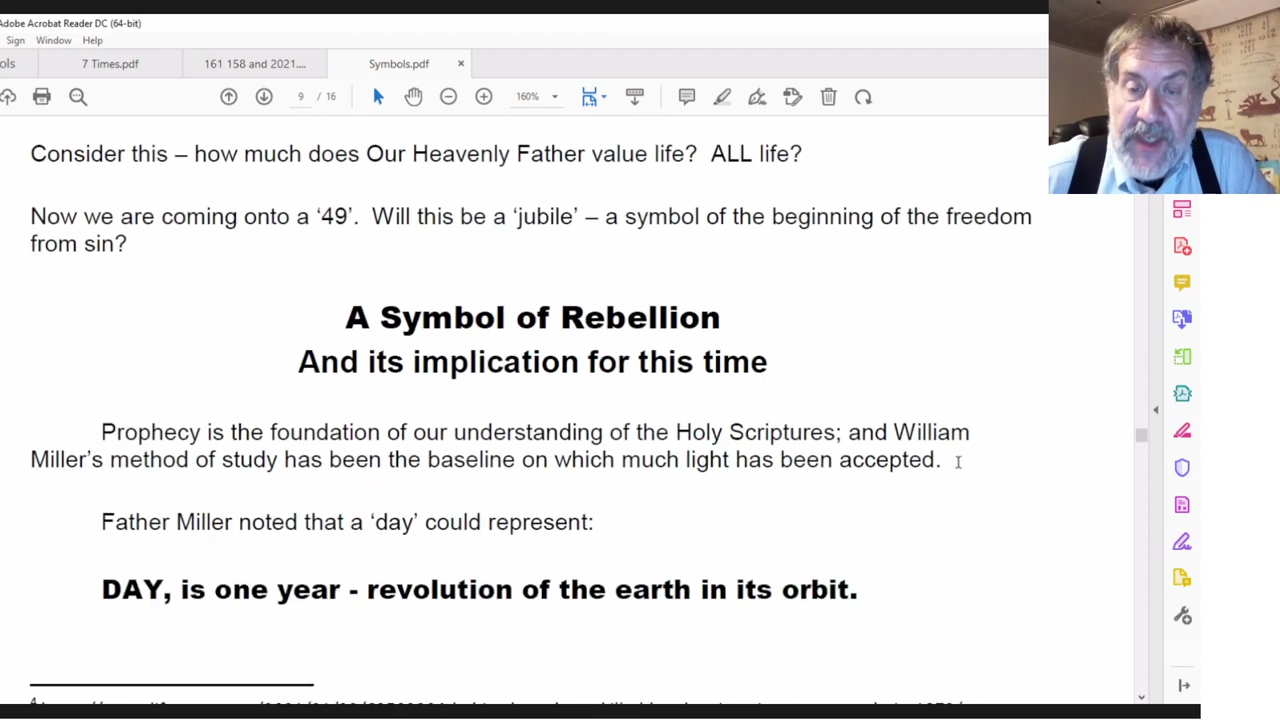 Adobe Acrobat Reader DC (64-bit)
Sign Window Help
ols 7 Times.pdf 161 158 and 2021.... Symbols.pdf ×
9 / 16 160%
Consider this – how much does Our Heavenly Father value life? ALL life?
Now we are coming onto a ‘49’. Will this be a ‘jubile’ – a symbol of the beginning of the freedom
from sin?
A Symbol of Rebellion
And its implication for this time
Prophecy is the foundation of our understanding of the Holy Scriptures; and William
Miller’s method of study has been the baseline on which much light has been accepted.
Father Miller noted that a ‘day’ could represent:
DAY, is one year - revolution of the earth in its orbit.
4